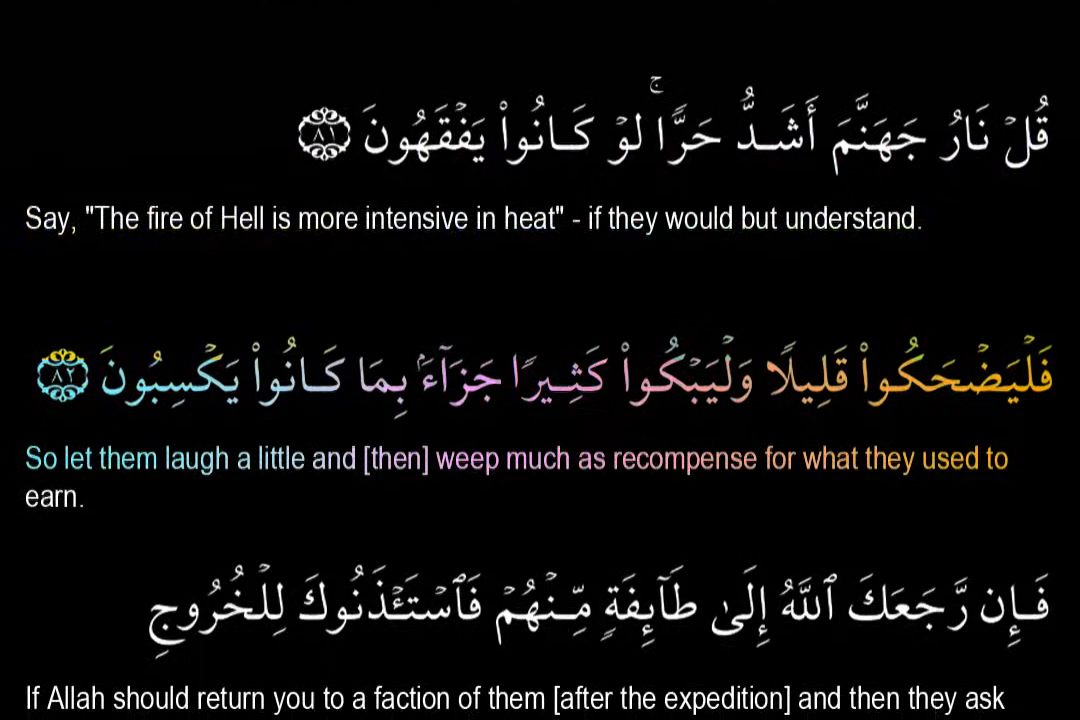 قُلْ نَارُ جَهَنَّمَ أَشَدُّ حَرًّا ۚ لَوْ كَانُوا۟ يَفْقَهُونَ ٨١
Say, "The fire of Hell is more intensive in heat" - if they would but understand.
فَلْيَضْحَكُوا۟ قَلِيلًا وَلْيَبْكُوا۟ كَثِيرًا جَزَآءًۢ بِمَا كَانُوا۟ يَكْسِبُونَ ٨٢
So let them laugh a little and [then] weep much as recompense for what they used to
earn.
فَإِن رَّجَعَكَ ٱللَّهُ إِلَىٰ طَآئِفَةٍ مِّنْهُمْ فَٱسْتَـْٔذَنُوكَ لِلْخُرُوجِ
If Allah should return you to a faction of them [after the expedition] and then they ask